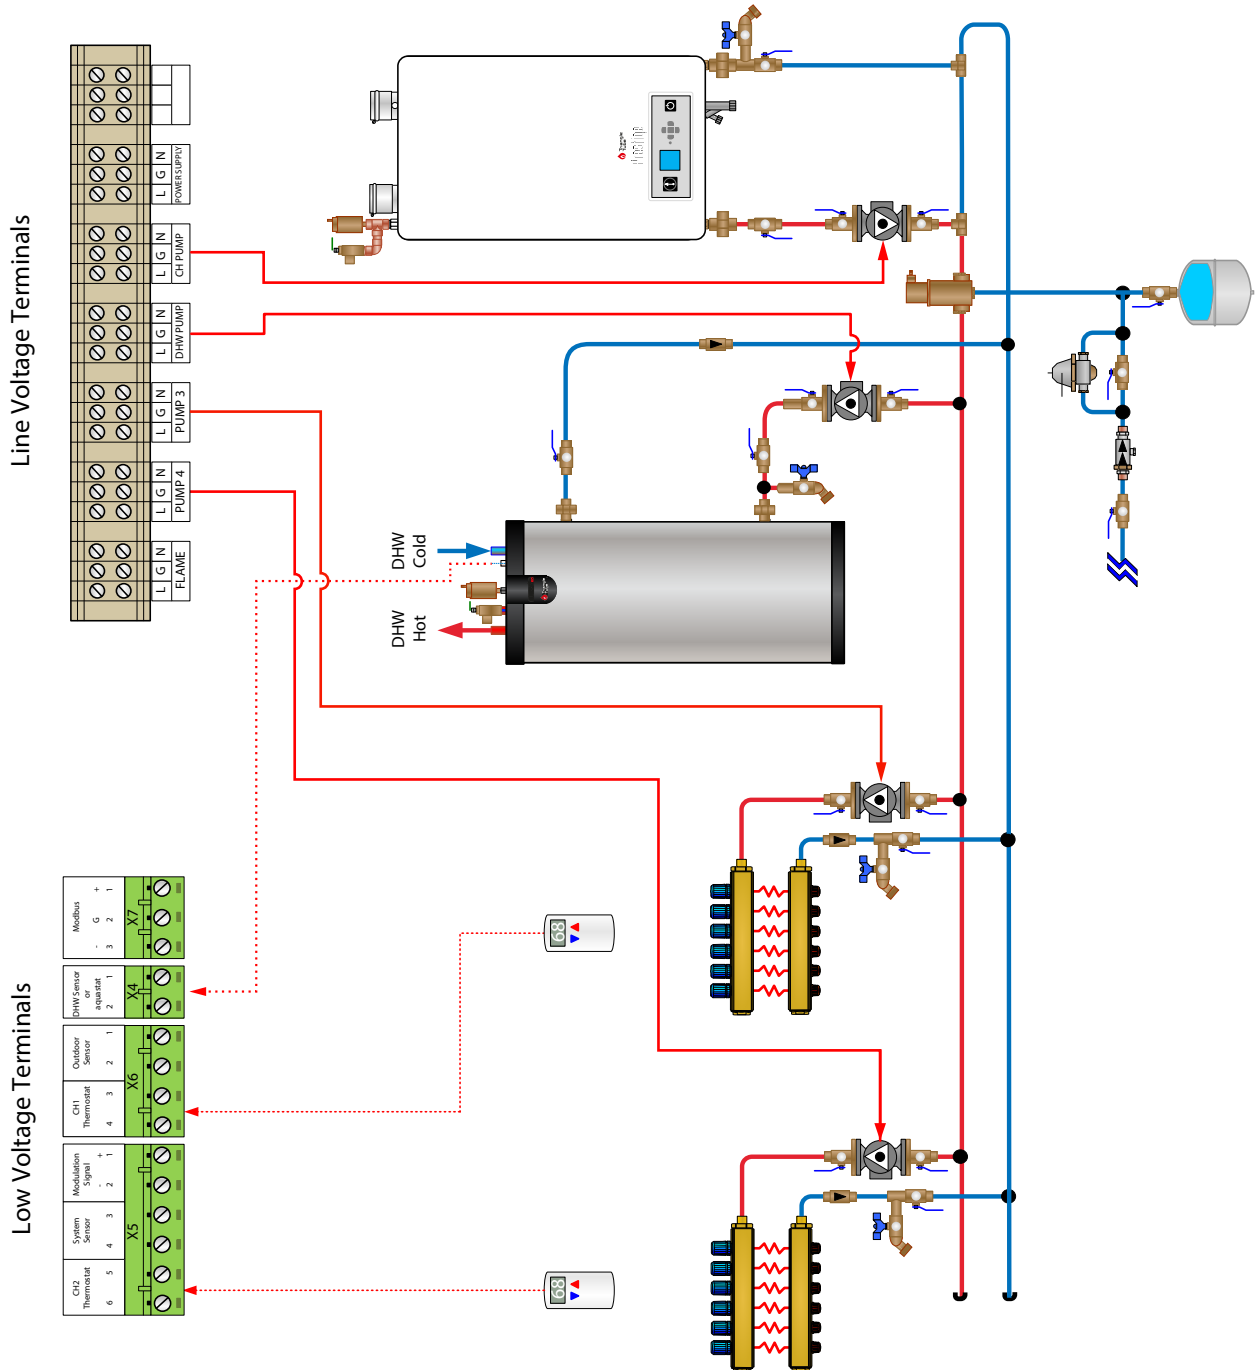 Line Voltage Terminals
L G N
POWER SUPPLY
L G N
CH PUMP
L G N
DHW PUMP
L G N
PUMP 3
L G N
PUMP 4
L G N
FLAME
DHW
Cold
DHW
Hot
Triangle
Tube
Low Voltage Terminals
Modbus
- G +
3 2 1
X7
DHW Sensor
or
aquastat
2 1
X4
Outdoor
Sensor
2 1
CH1
Thermostat
4 3
X6
Modulation
Signal
- +
2 1
System
Sensor
4 3
CH2
Thermostat
6 5
X5
68
68